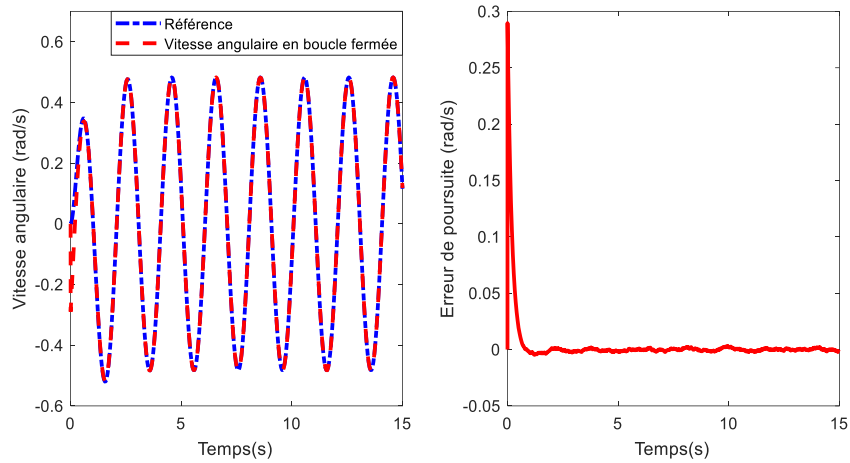 Référence
Vitesse angulaire en boucle fermée
Vitesse angulaire (rad/s)
0.6
0.4
0.2
0
-0.2
-0.4
-0.6
0 5 10 15
Temps(s)
Erreur de poursuite (rad/s)
0.3
0.25
0.2
0.15
0.1
0.05
0
-0.05
0 5 10 15
Temps(s)